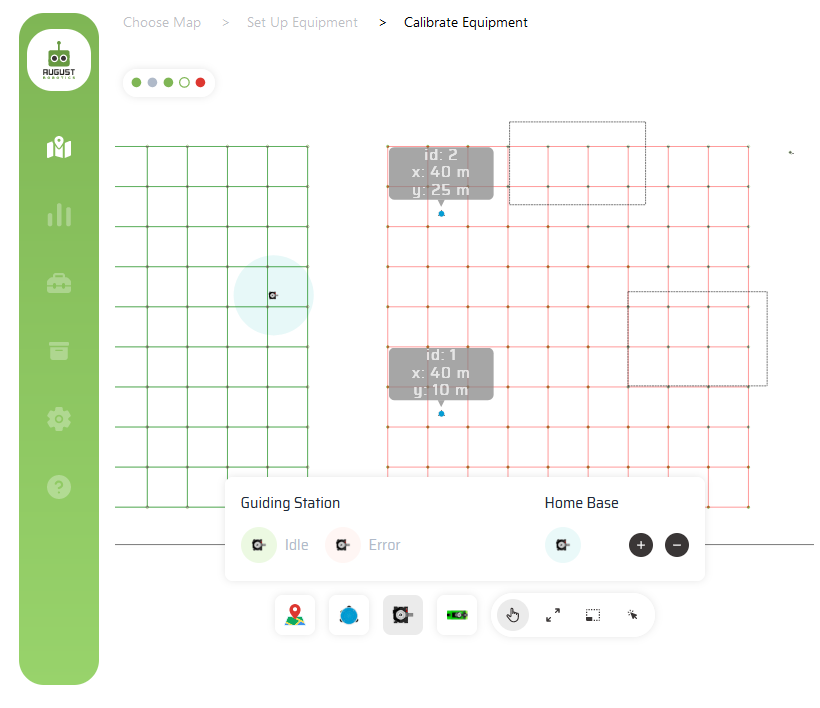 Choose Map > Set Up Equipment > Calibrate Equipment
AUGUST
ROBOTICS
id: 2
x: 40 m
y: 25 m
id: 1
x: 40 m
y: 10 m
Guiding Station
Home Base
Idle
Error